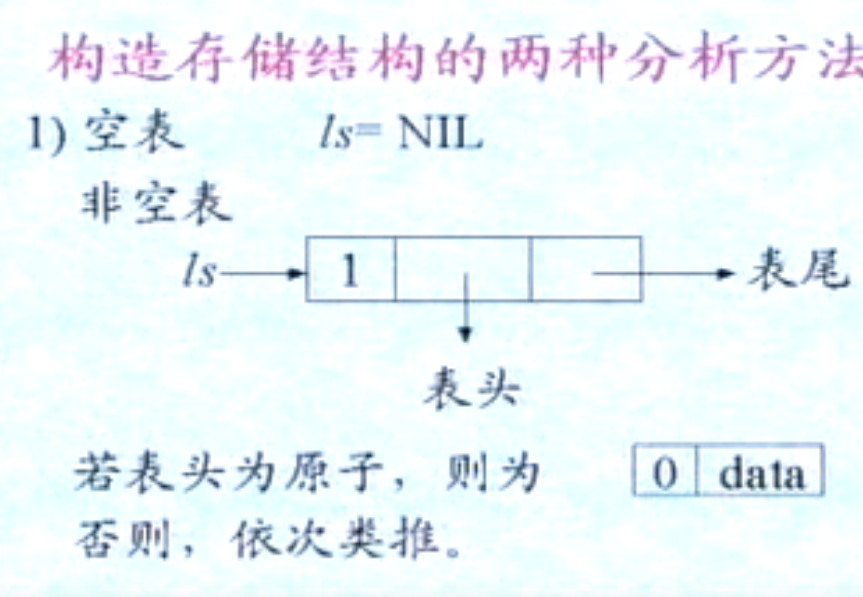 构造存储结构的两种分析方法
1) 空表 ls= NIL
非空表
ls 1 表尾
表头
若表头为原子，则为 0 data
否则，依次类推。